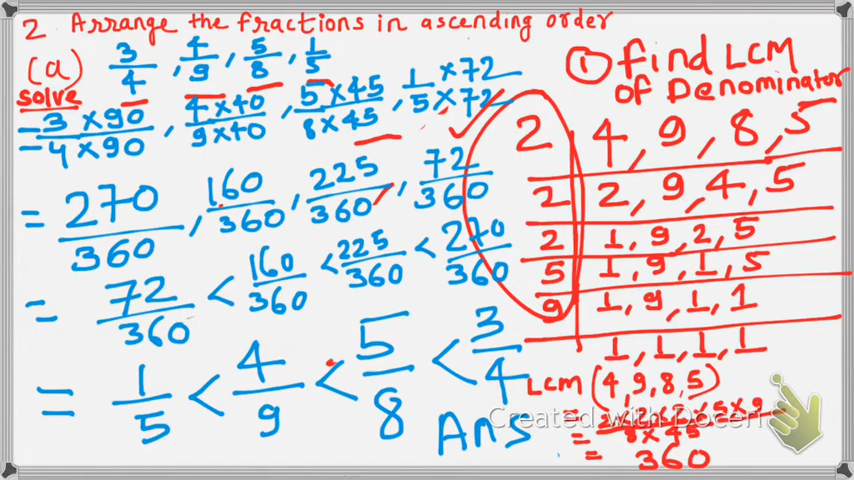 2 Arrange the fractions in ascending order
(a) 3/4, 4/9, 5/8, 1/5
solve
= 3×90/4×90, 4×40/9×40, 5×45/8×45, 1×72/5×72
= 270/360, 160/360, 225/360, 72/360
= 72/360 < 160/360 < 225/360 < 270/360
= 1/5 < 4/9 < 5/8 < 3/4
Ans
① find LCM
of Denominator
2 | 4, 9, 8, 5
2 | 2, 9, 4, 5
2 | 1, 9, 2, 5
5 | 1, 9, 1, 5
9 | 1, 9, 1, 1
1, 1, 1, 1
LCM (4, 9, 8, 5)
= 5×9
Created with Doceri
= 8×45
= 360